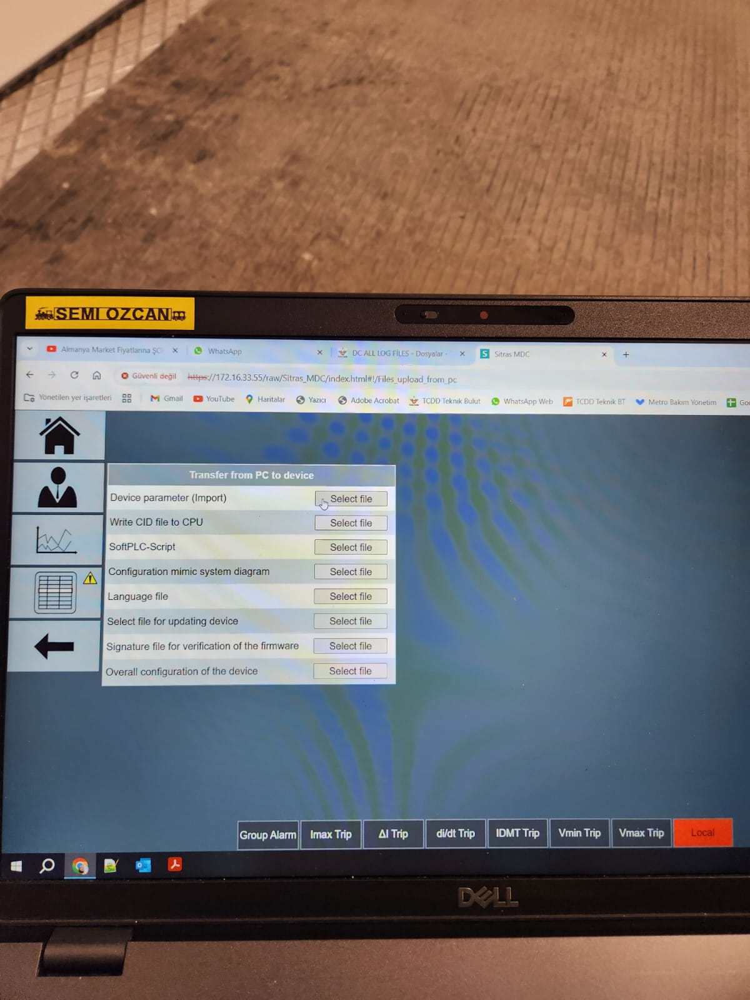 SEMI OZCAN
Almanya Market Fiyatlarına ŞO
WhatsApp
DC ALL LOG FİLES - Dosyalar -
Sitras MDC
Güvenli değil
https://172.16.33.55/raw/Sitras_MDC/index.html#!/Files_upload_from_pc
Yönetilen yer işaretleri
Gmail
YouTube
Haritalar
Yazıcı
Adobe Acrobat
TCDD Teknik Bulut
WhatsApp Web
TCDD Teknik BT
Metro Bakım Yönetim
Goo
Transfer from PC to device
Device parameter (Import) Select file
Write CID file to CPU Select file
SoftPLC-Script Select file
Configuration mimic system diagram Select file
Language file Select file
Select file for updating device Select file
Signature file for verification of the firmware Select file
Overall configuration of the device Select file
Group Alarm
Imax Trip
ΔI Trip
di/dt Trip
IDMT Trip
Vmin Trip
Vmax Trip
Local
DELL